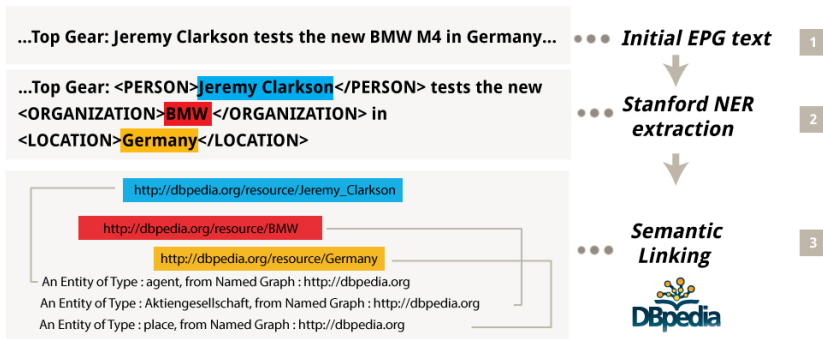 ...Top Gear: Jeremy Clarkson tests the new BMW M4 in Germany...
Initial EPG text
1
...Top Gear: <PERSON>Jeremy Clarkson</PERSON> tests the new
<ORGANIZATION>BMW </ORGANIZATION> in
<LOCATION>Germany</LOCATION>
Stanford NER
extraction
2
http://dbpedia.org/resource/Jeremy_Clarkson
http://dbpedia.org/resource/BMW
http://dbpedia.org/resource/Germany
An Entity of Type : agent, from Named Graph : http://dbpedia.org
An Entity of Type : Aktiengesellschaft, from Named Graph : http://dbpedia.org
An Entity of Type : place, from Named Graph : http://dbpedia.org
Semantic
Linking
3
DBpedia